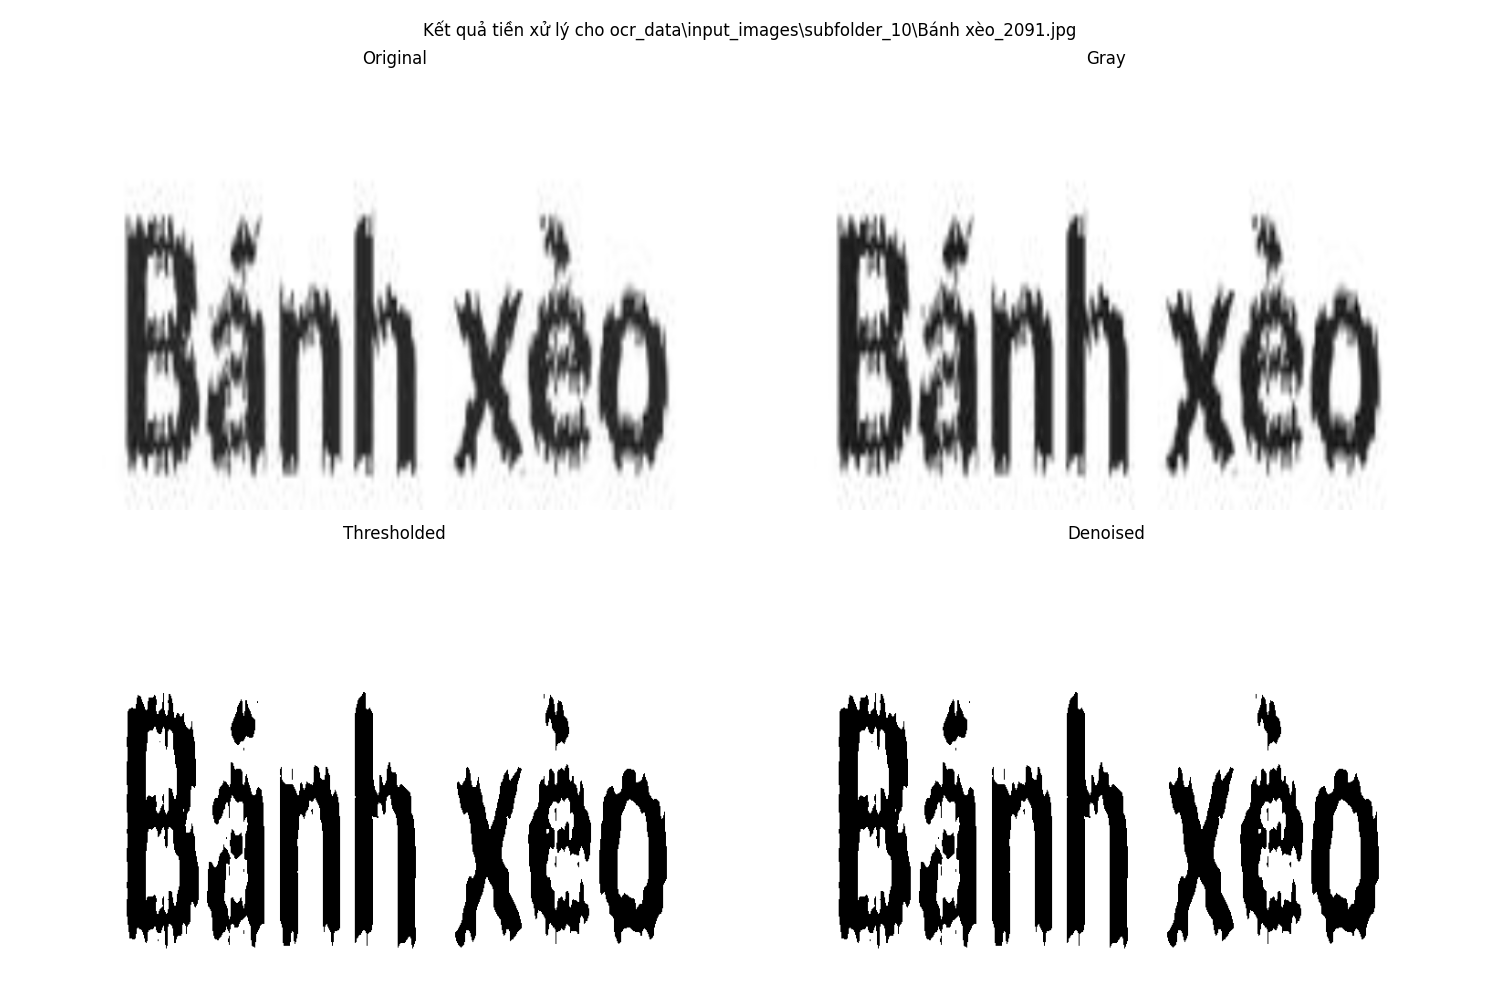 Kết quả tiền xử lý cho ocr_data\input_images\subfolder_10\Bánh xèo_2091.jpg
Original
Gray
Bánh xèo
Bánh xèo
Thresholded
Denoised
Bánh xèo
Bánh xèo